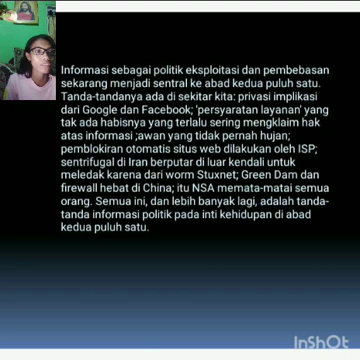 Informasi sebagai politik eksploitasi dan pembebasan
sekarang menjadi sentral ke abad kedua puluh satu.
Tanda-tandanya ada di sekitar kita: privasi implikasi
dari Google dan Facebook; 'persyaratan layanan' yang
tak ada habisnya yang terlalu sering mengklaim hak
atas informasi ;awan yang tidak pernah hujan;
pemblokiran otomatis situs web dilakukan oleh ISP;
sentrifugal di Iran berputar di luar kendali untuk
meledak karena dari worm Stuxnet; Green Dam dan
firewall hebat di China; itu NSA memata-matai semua
orang. Semua ini, dan lebih banyak lagi, adalah tanda-
tanda informasi politik pada inti kehidupan di abad
kedua puluh satu.
InShOt